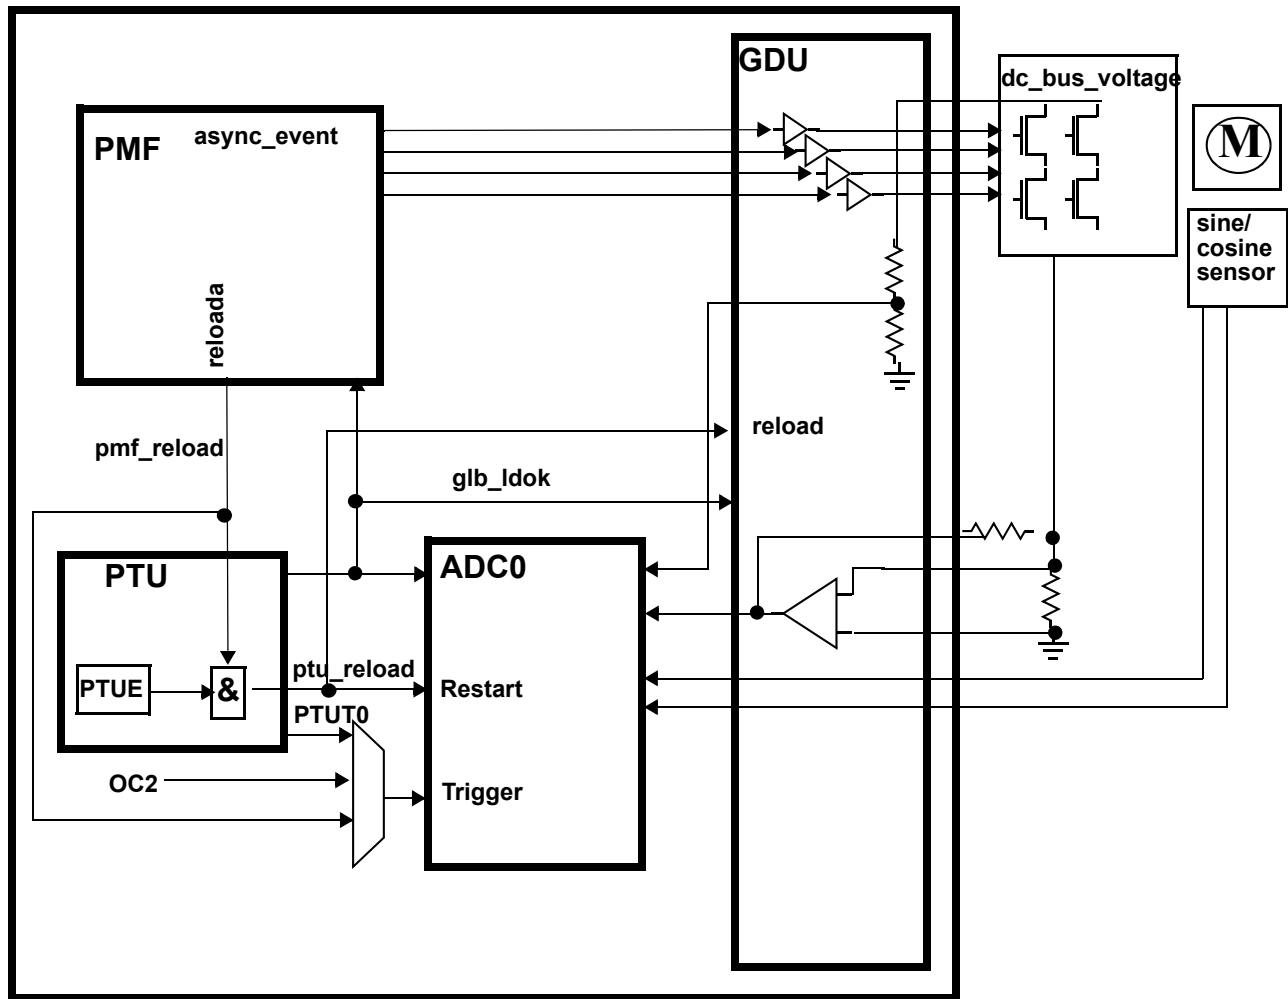 GDU
dc_bus_voltage
PMF
async_event
M
sine/
cosine
sensor
reloada
reload
pmf_reload
glb_ldok
PTU
ADC0
PTUE
&
ptu_reload
Restart
PTUT0
OC2
Trigger